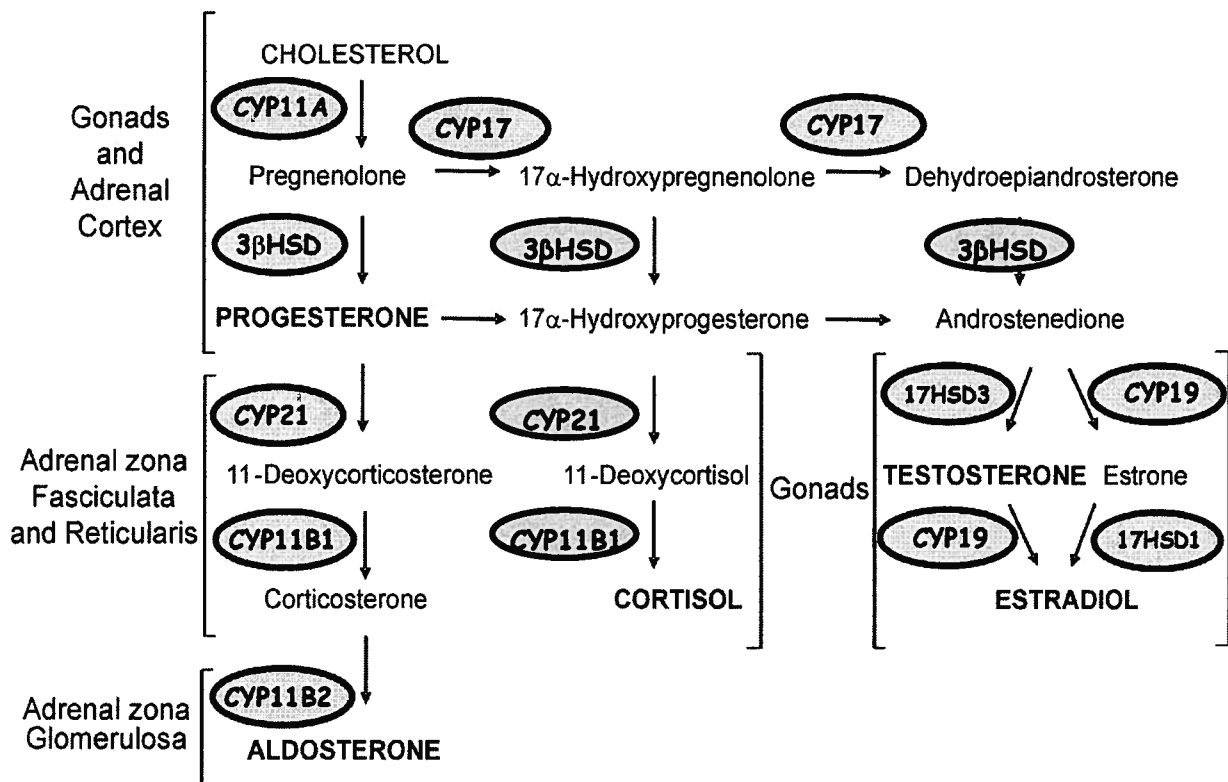 CHOLESTEROL
CYP11A
CYP17
CYP17
Gonads
and
Adrenal
Cortex
Pregnenolone
17α-Hydroxypregnenolone
Dehydroepiandrosterone
3βHSD
3βHSD
3βHSD
PROGESTERONE
17α-Hydroxyprogesterone
Androstenedione
CYP21
CYP21
17HSD3
CYP19
Adrenal zona
Fasciculata
and Reticularis
11-Deoxycorticosterone
11-Deoxycortisol
Gonads
TESTOSTERONE
Estrone
CYP11B1
CYP11B1
CYP19
17HSD1
Corticosterone
CORTISOL
ESTRADIOL
Adrenal zona
Glomerulosa
CYP11B2
ALDOSTERONE